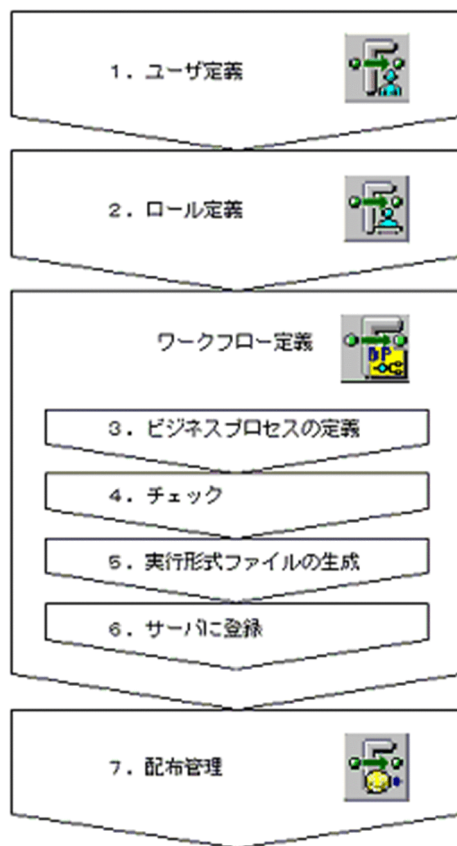 1. ユーザ定義
2. ロール定義
ワークフロー定義
BP
3. ビジネスプロセスの定義
4. チェック
5. 実行形式ファイルの生成
6. サーバに登録
7. 配布管理